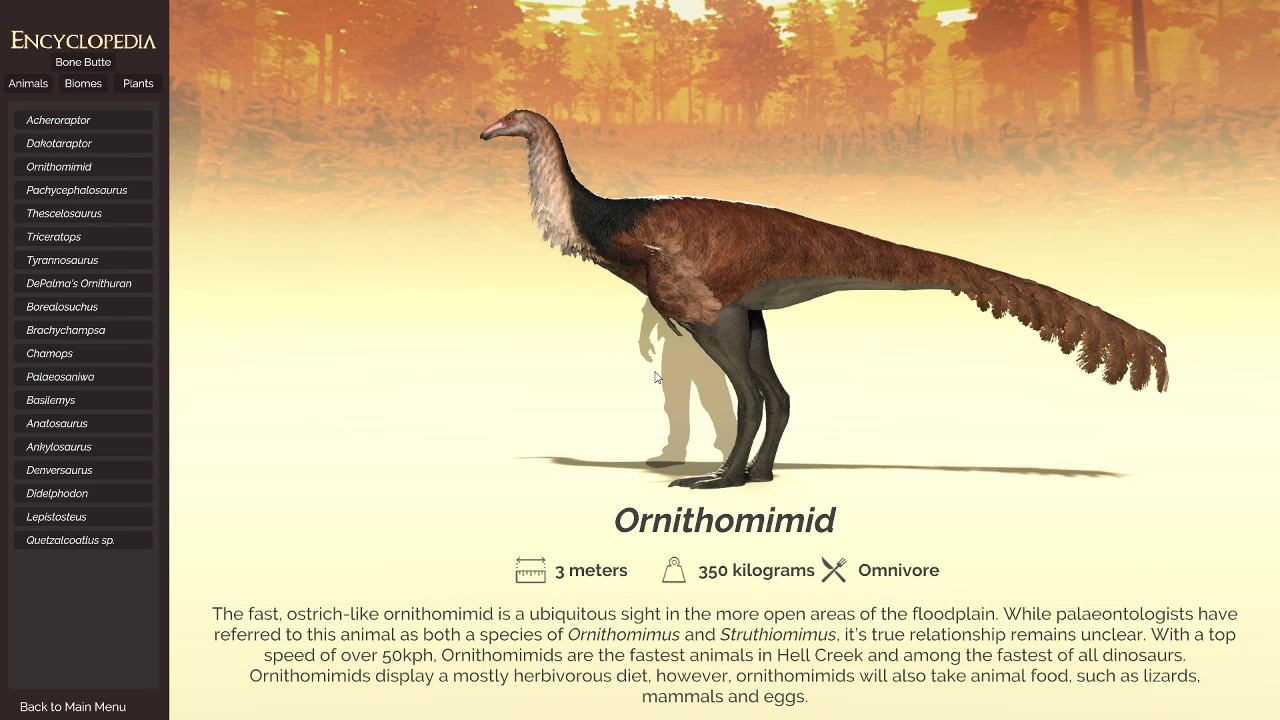 Encyclopedia
Bone Butte
Animals Biomes Plants
Acheroraptor
Dakotaraptor
Ornithomimid
Pachycephalosaurus
Thescelosaurus
Triceratops
Tyrannosaurus
DePalma's Ornithuran
Borealosuchus
Brachychampsa
Chamops
Palaeosaniwa
Basilemys
Anatosaurus
Ankylosaurus
Denversaurus
Didelphodon
Lepistosteus
Quetzalcoatlus sp.
Back to Main Menu
Ornithomimid
3 meters 350 kilograms Omnivore
The fast, ostrich-like ornithomimid is a ubiquitous sight in the more open areas of the floodplain. While palaeontologists have
referred to this animal as both a species of Ornithomimus and Struthiomimus, it's true relationship remains unclear. With a top
speed of over 50kph, Ornithomimids are the fastest animals in Hell Creek and among the fastest of all dinosaurs.
Ornithomimids display a mostly herbivorous diet, however, ornithomimids will also take animal food, such as lizards,
mammals and eggs.